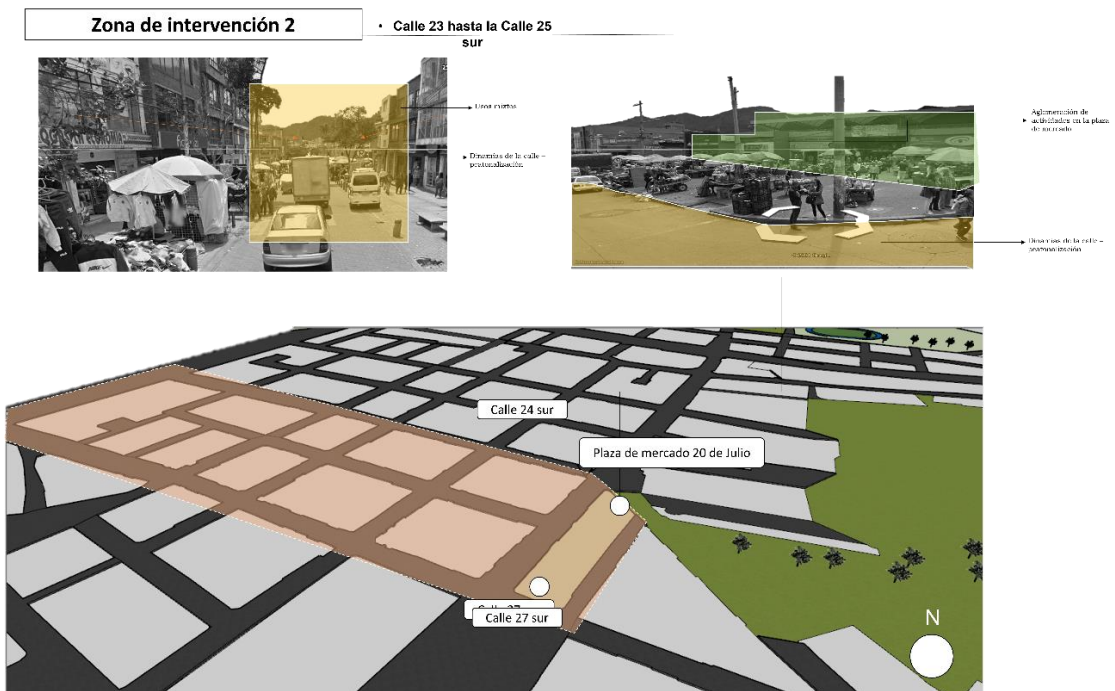 Zona de intervención 2
• Calle 23 hasta la Calle 25
sur
Usos mixtos
Dinamica de la calle –
peatonalización
Aglomeración de
actividades en la plaza
de mercado
Dinamicas de la calle –
peatonalización
Calle 24 sur
Plaza de mercado 20 de Julio
Calle 27 sur
N